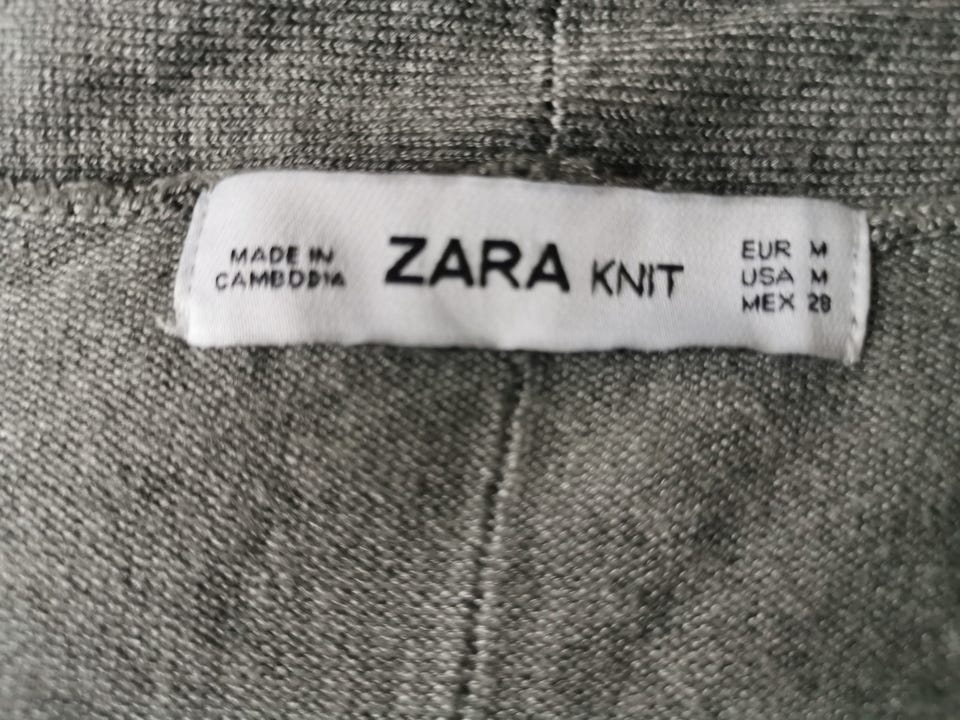 MADE IN
CAMBODIA
ZARA KNIT
EUR M
USA M
MEX 28